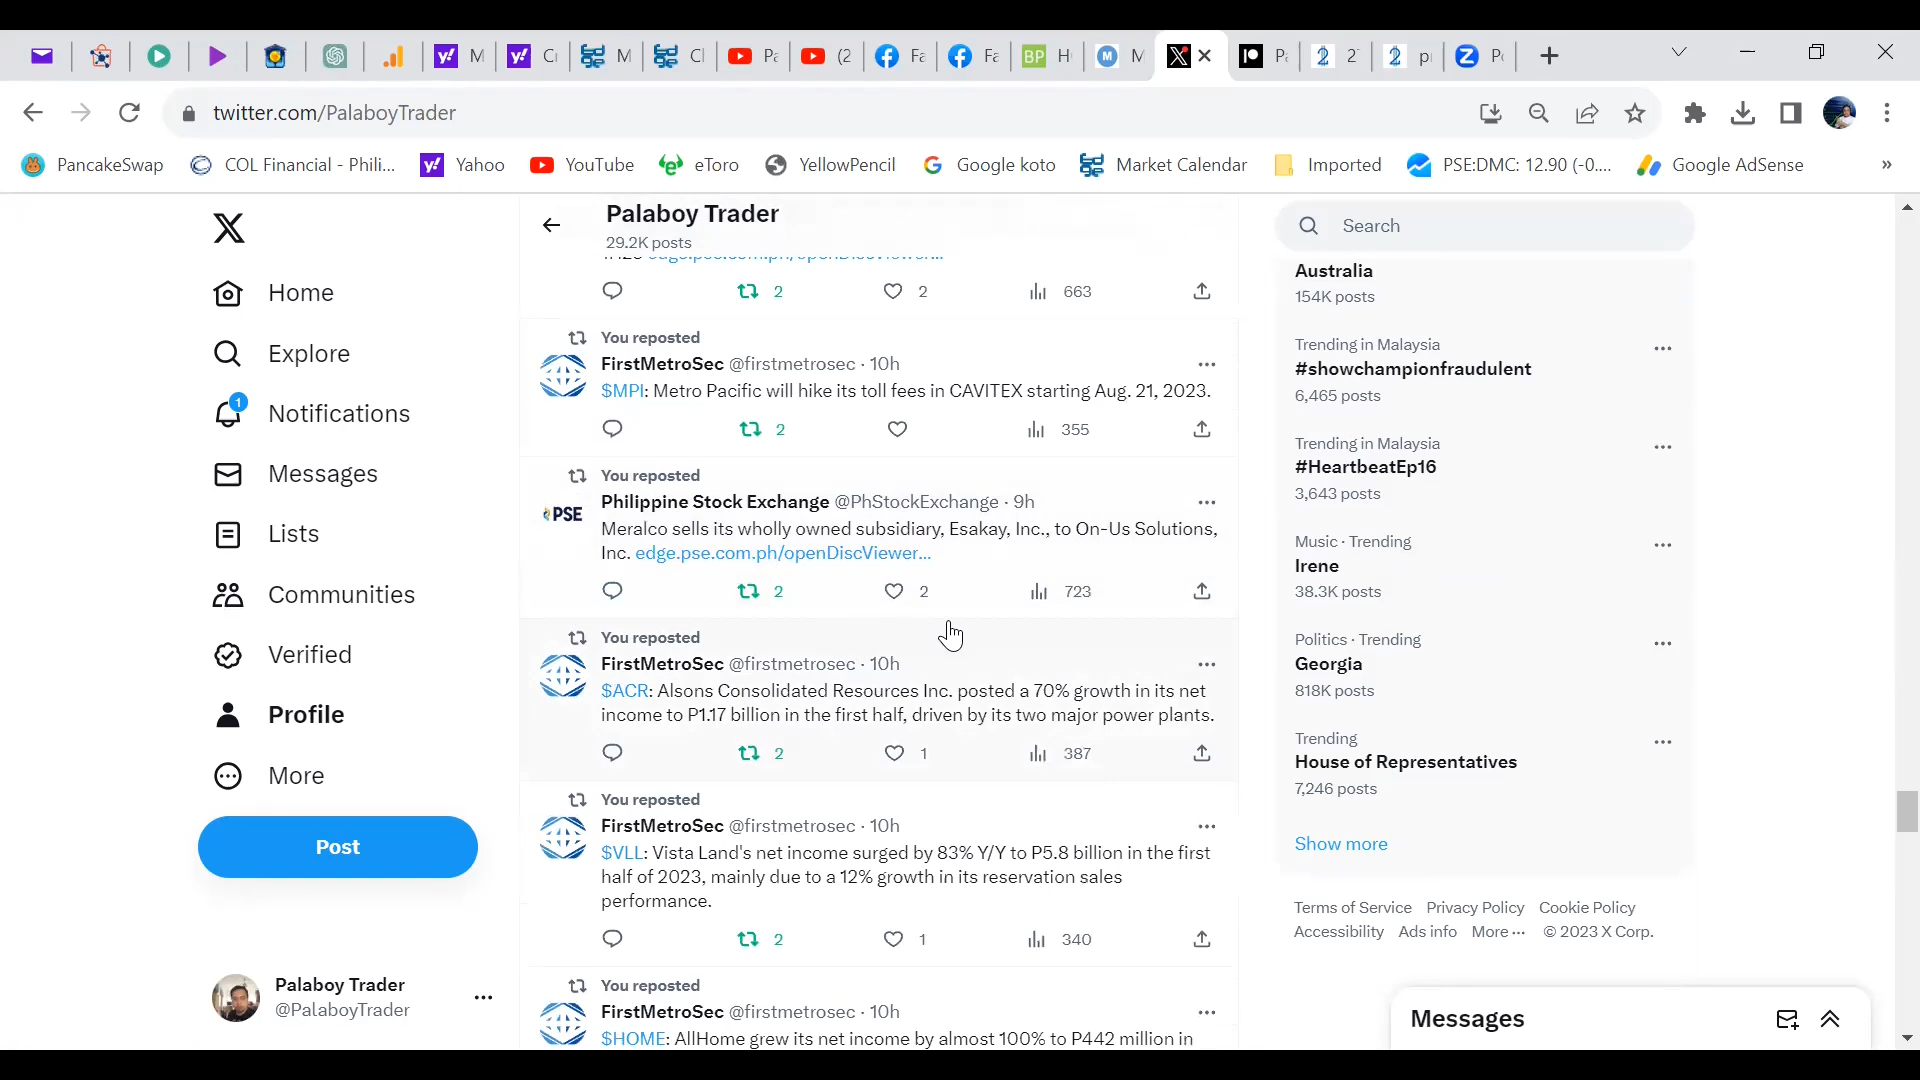 M
Cr
M
Cl
Pa
(2
Fa
Fa
BP
H
M
Pa
2
p
Po
twitter.com/PalaboyTrader
PancakeSwap
COL Financial - Phili...
Yahoo
YouTube
eToro
YellowPencil
Google koto
Market Calendar
Imported
PSE:DMC: 12.90 (-0....
Google AdSense
»
X
Home
Explore
1
Notifications
Messages
Lists
Communities
Verified
Profile
More
Post
Palaboy Trader
@PalaboyTrader
Palaboy Trader
29.2K posts
2
2
663
You reposted
FirstMetroSec @firstmetrosec · 10h
$MPI: Metro Pacific will hike its toll fees in CAVITEX starting Aug. 21, 2023.
2
355
You reposted
PSE
Philippine Stock Exchange @PhStockExchange · 9h
Meralco sells its wholly owned subsidiary, Esakay, Inc., to On-Us Solutions,
Inc. edge.pse.com.ph/openDiscViewer...
2
2
723
You reposted
FirstMetroSec @firstmetrosec · 10h
$ACR: Alsons Consolidated Resources Inc. posted a 70% growth in its net
income to P1.17 billion in the first half, driven by its two major power plants.
2
1
387
You reposted
FirstMetroSec @firstmetrosec · 10h
$VLL: Vista Land's net income surged by 83% Y/Y to P5.8 billion in the first
half of 2023, mainly due to a 12% growth in its reservation sales
performance.
2
1
340
You reposted
FirstMetroSec @firstmetrosec · 10h
$HOME: AllHome grew its net income by almost 100% to P442 million in
Search
Australia
154K posts
Trending in Malaysia
#showchampionfraudulent
6,465 posts
Trending in Malaysia
#HeartbeatEp16
3,643 posts
Music · Trending
Irene
38.3K posts
Politics · Trending
Georgia
818K posts
Trending
House of Representatives
7,246 posts
Show more
Terms of Service Privacy Policy Cookie Policy
Accessibility Ads info More ··· © 2023 X Corp.
Messages